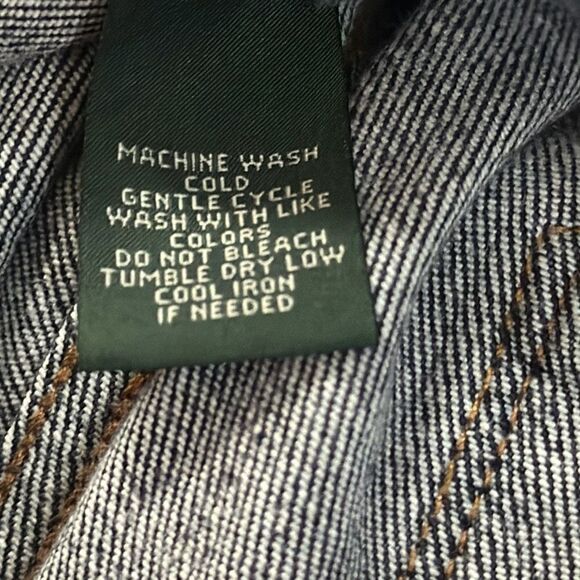 MACHINE WASH
COLD
GENTLE CYCLE
WASH WITH LIKE
COLORS
DO NOT BLEACH
TUMBLE DRY LOW
COOL IRON
IF NEEDED